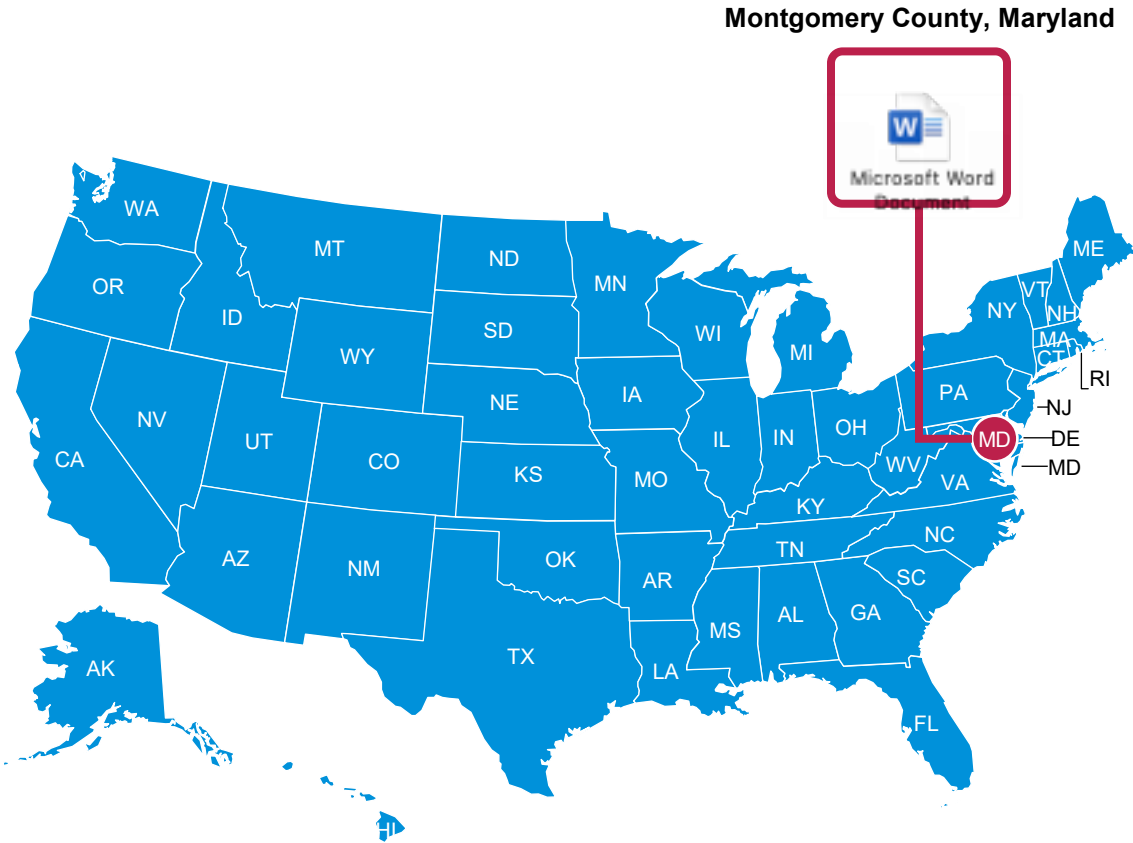 Montgomery County, Maryland
W
Microsoft Word
Document
WA
MT
ND
MN
ME
OR
ID
SD
WI
MI
NY
VT
NH
MA
CT
RI
WY
NE
IA
PA
NJ
NV
UT
CO
KS
MO
IL
IN
OH
MD
DE
MD
CA
WV
VA
KY
AZ
NM
OK
AR
TN
NC
SC
MS
AL
GA
TX
LA
AK
FL
HI